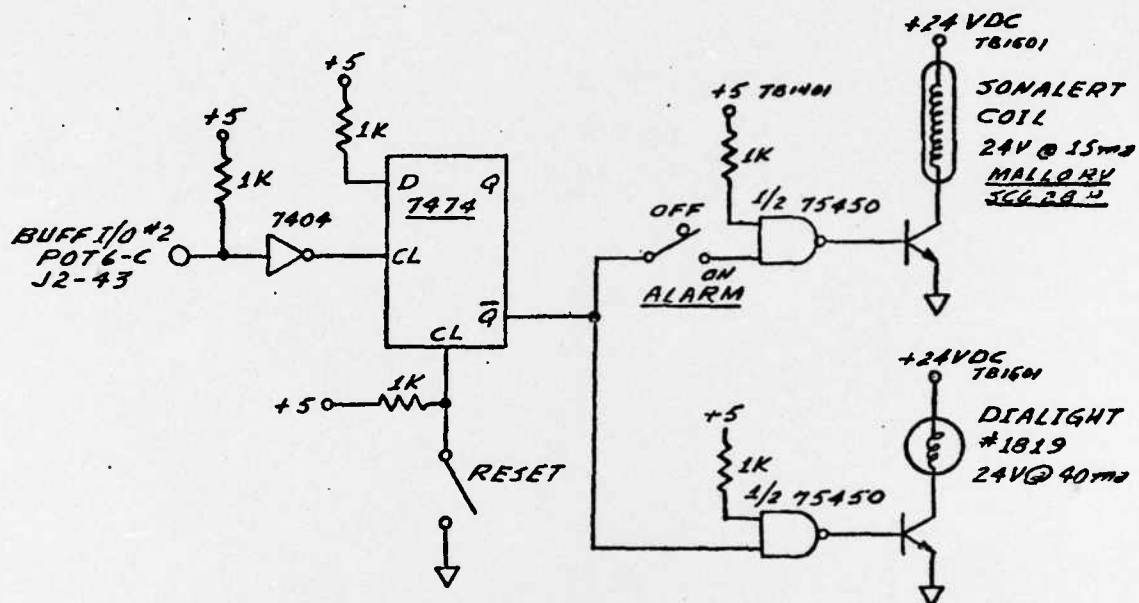 +24 VDC
TB1601
SONALERT
COIL
24V @ 15ma
MALLORY
+5
+5 TB1401
1K
+5
1K
1K
D Q
7474
1/2 75450
7404
BUFF I/O #2
POT6-C
J2-43
CL
OFF
ON
ALARM
Q
CL
+24VDC
TB1601
1K
+5
DIALIGHT
#1819
24V @ 40ma
+5
RESET
1K
1/2 75450